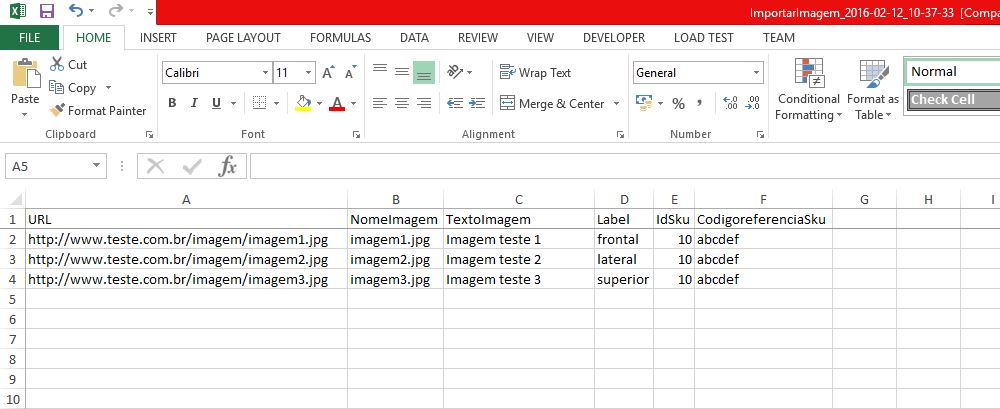 ImportarImagem_2016-02-12_10-37-33 [Compa
FILE HOME INSERT PAGE LAYOUT FORMULAS DATA REVIEW VIEW DEVELOPER LOAD TEST TEAM
Paste
Cut
Copy
Format Painter
Clipboard
Calibri 11
B I U
Font
Wrap Text
Merge & Center
Alignment
General
% ,
Number
Conditional Formatting
Format as Table
Normal
Check Cell
A5 fx
A B C D E F G H I
1 URL NomeImagem TextoImagem Label IdSku CodigoreferenciaSku
2 http://www.teste.com.br/imagem/imagem1.jpg imagem1.jpg Imagem teste 1 frontal 10 abcdef
3 http://www.teste.com.br/imagem/imagem2.jpg imagem2.jpg Imagem teste 2 lateral 10 abcdef
4 http://www.teste.com.br/imagem/imagem3.jpg imagem3.jpg Imagem teste 3 superior 10 abcdef
5
6
7
8
9
10